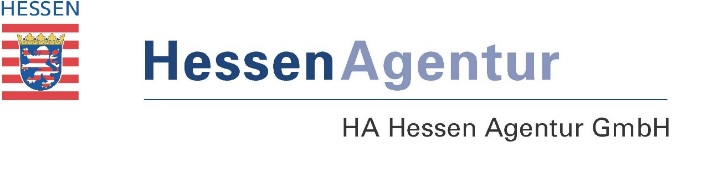 HESSEN
HessenAgentur
HA Hessen Agentur GmbH